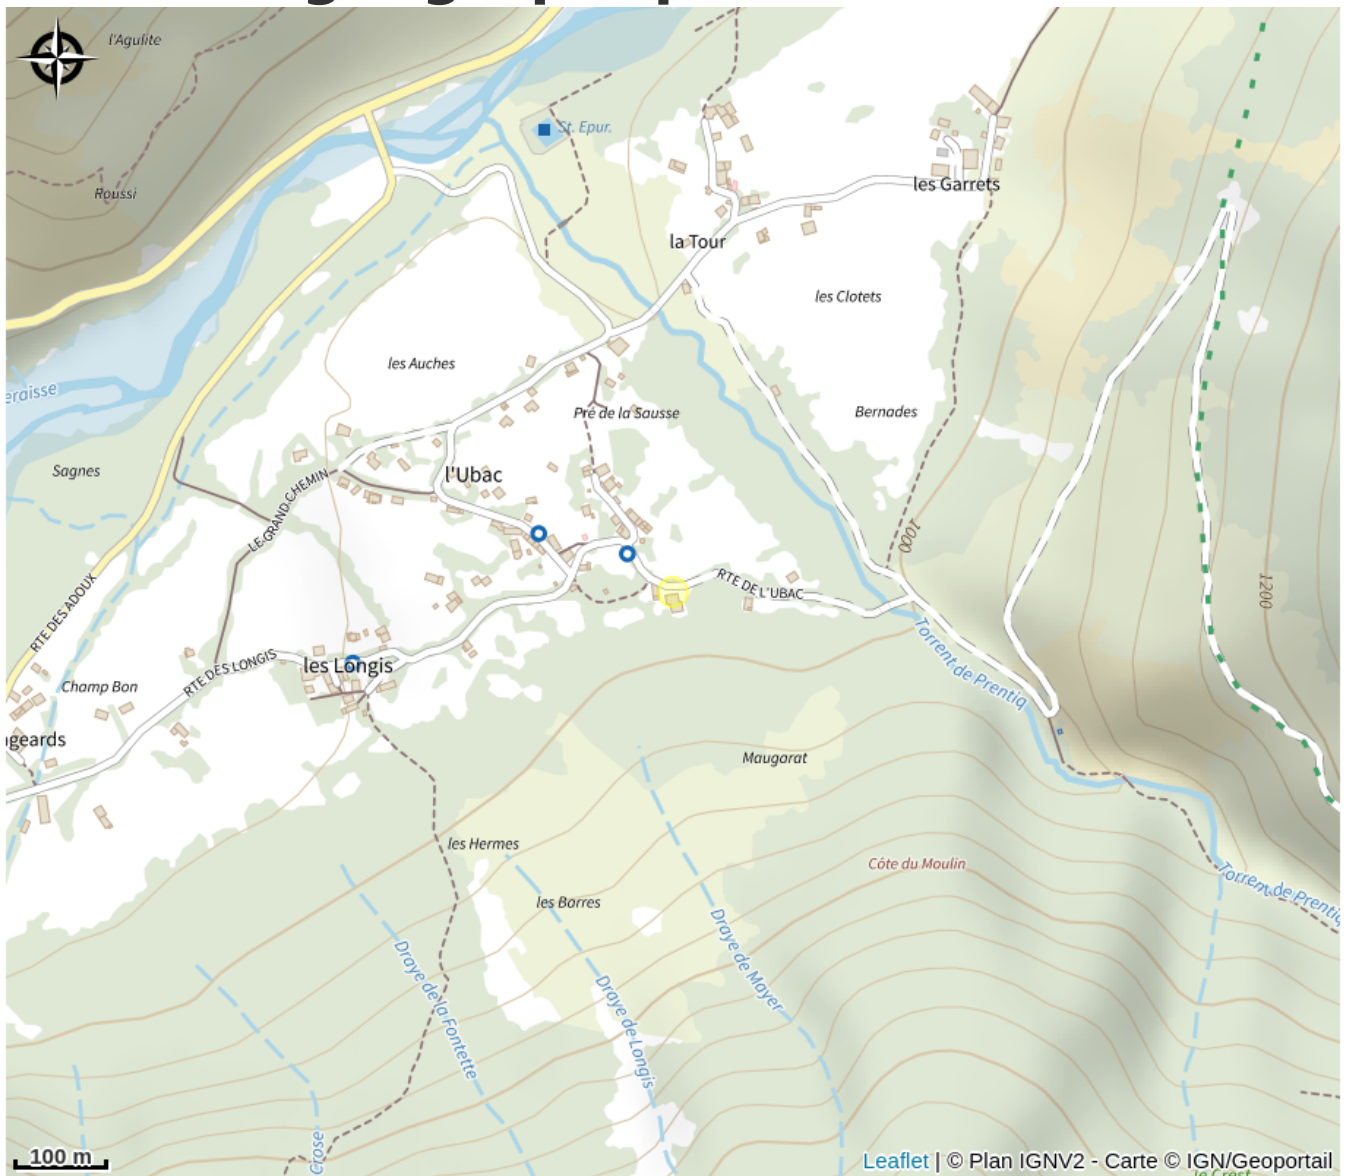 l'Agulite
St. Epur.
Roussi
les Garrets
la Tour
les Clotets
les Auches
eraisse
Pré de la Sausse
Bernades
Sagnes
l'Ubac
LE GRAND CHEMIN
1000
RTE DE L'UBAC
1200
RTE DES ADOUX
Torrent de Prentiq
RTE DES LONGIS
les Longis
Champ Bon
geards
Maugarat
les Hermes
Côte du Moulin
Torrent de Prentiq
les Barres
Draye de Mayer
Draye de la Fontette
Draye de Longis
Crose
100 m
Leaflet | © Plan IGNV2 - Carte © IGN/Geoportail
le Crest